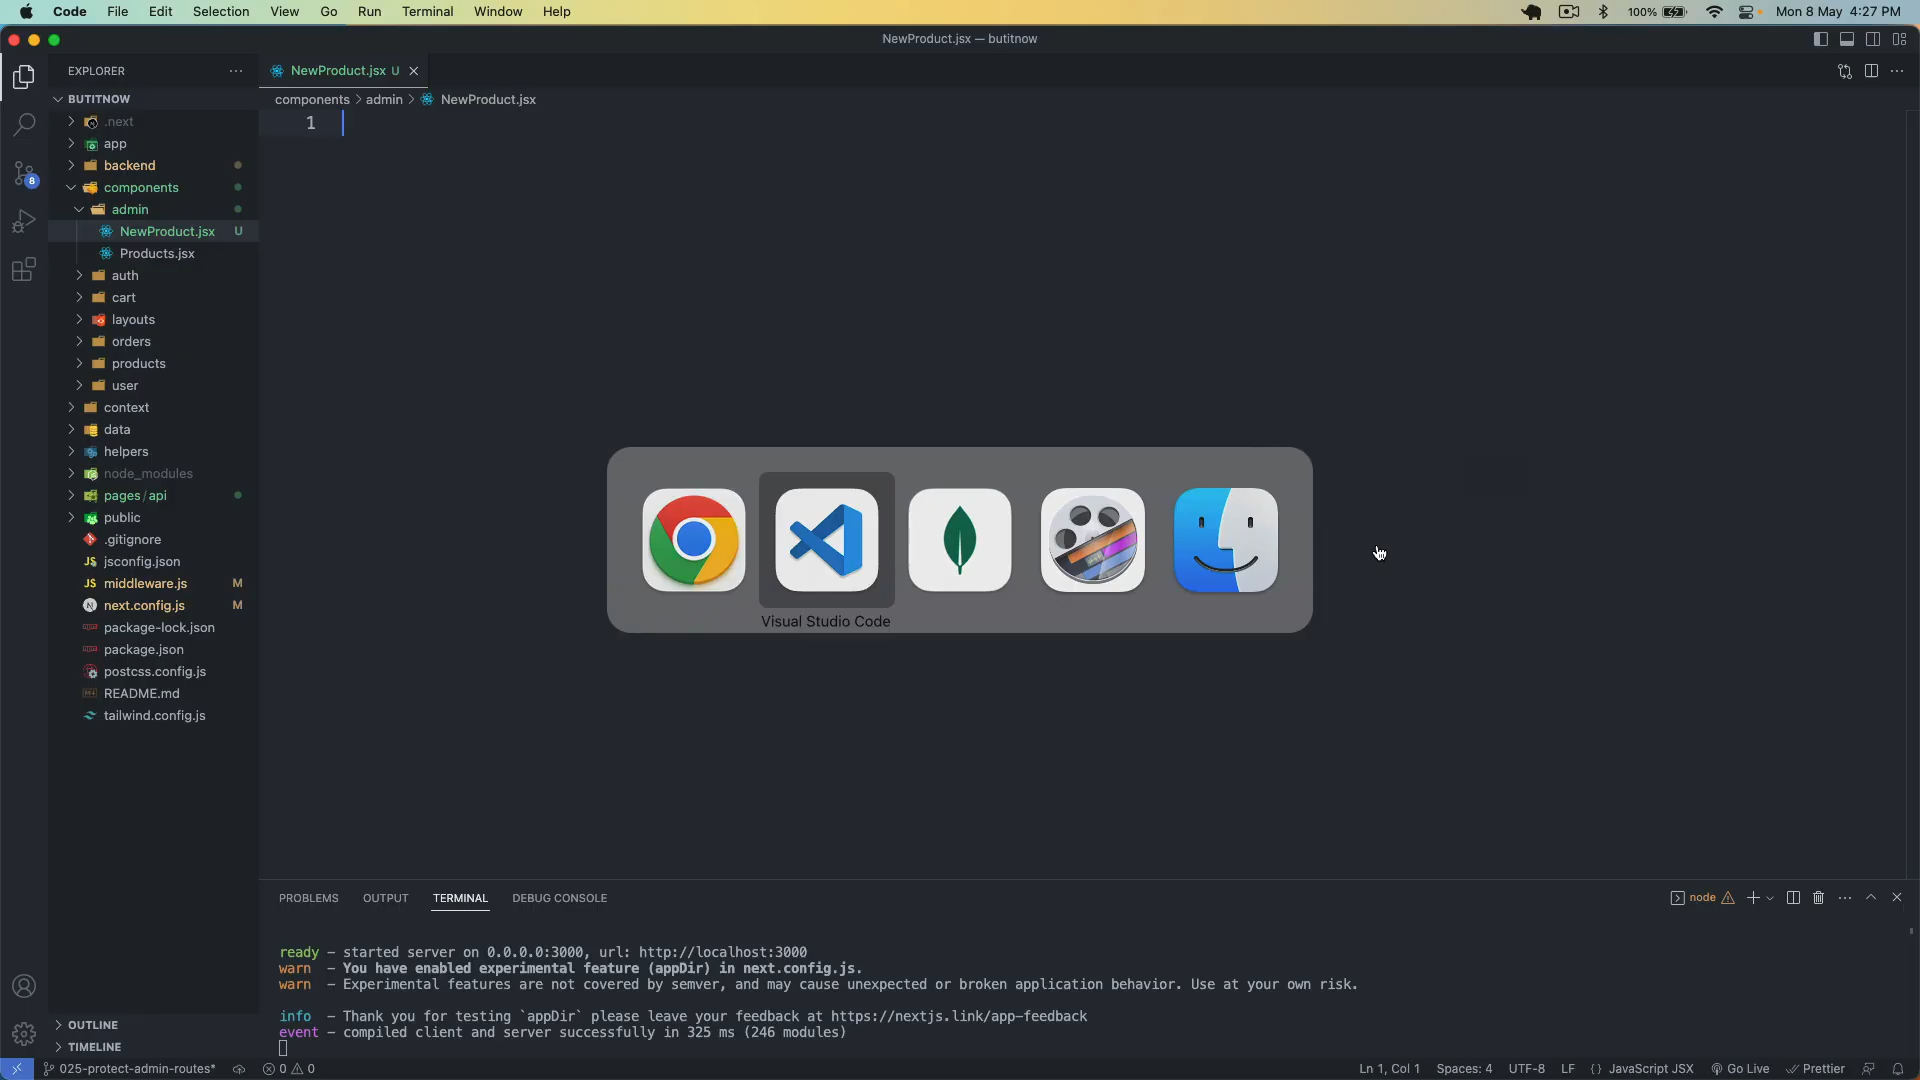 Code File Edit Selection View Go Run Terminal Window Help
100% Mon 8 May 4:27 PM
NewProduct.jsx — butitnow
EXPLORER
NewProduct.jsx U
BUTITNOW
components > admin > NewProduct.jsx
1
.next
app
backend
components
admin
NewProduct.jsx U
Products.jsx
auth
cart
layouts
orders
products
user
context
data
helpers
node_modules
pages/api
public
.gitignore
jsconfig.json
middleware.js M
next.config.js M
package-lock.json
package.json
postcss.config.js
README.md
tailwind.config.js
OUTLINE
TIMELINE
8
Visual Studio Code
PROBLEMS OUTPUT TERMINAL DEBUG CONSOLE
node
ready - started server on 0.0.0.0:3000, url: http://localhost:3000
warn - You have enabled experimental feature (appDir) in next.config.js.
warn - Experimental features are not covered by semver, and may cause unexpected or broken application behavior. Use at your own risk.
info - Thank you for testing `appDir` please leave your feedback at https://nextjs.link/app-feedback
event - compiled client and server successfully in 325 ms (246 modules)
025-protect-admin-routes* 0 0
Ln 1, Col 1 Spaces: 4 UTF-8 LF {} JavaScript JSX Go Live Prettier